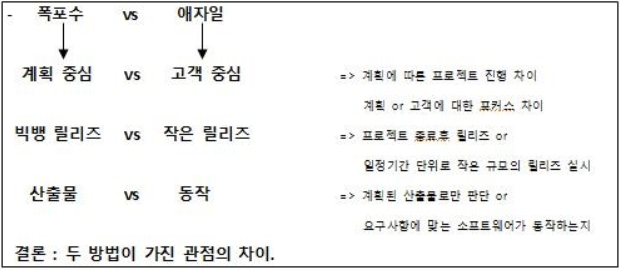 - 폭포수 vs 애자일
계획 중심 vs 고객 중심 => 계획에 따른 프로젝트 진행 차이
계획 or 고객에 대한 포커스 차이
빅뱅 릴리즈 vs 작은 릴리즈 => 프로젝트 종료후 릴리즈 or
일정기간 단위로 작은 규모의 릴리즈 실시
산출물 vs 동작 => 계획된 산출물로만 판단 or
요구사항에 맞는 소프트웨어가 동작하는지
결론 : 두 방법이 가진 관점의 차이.